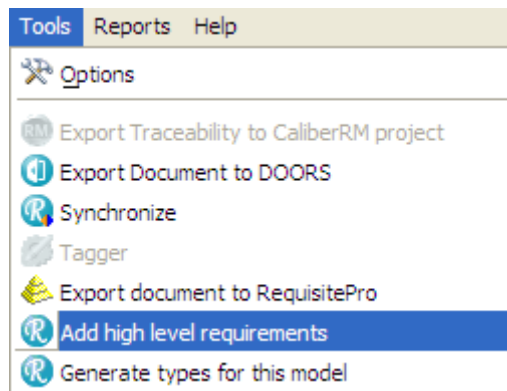 Tools Reports Help
Options
Export Traceability to CaliberRM project
Export Document to DOORS
Synchronize
Tagger
Export document to RequisitePro
Add high level requirements
Generate types for this model